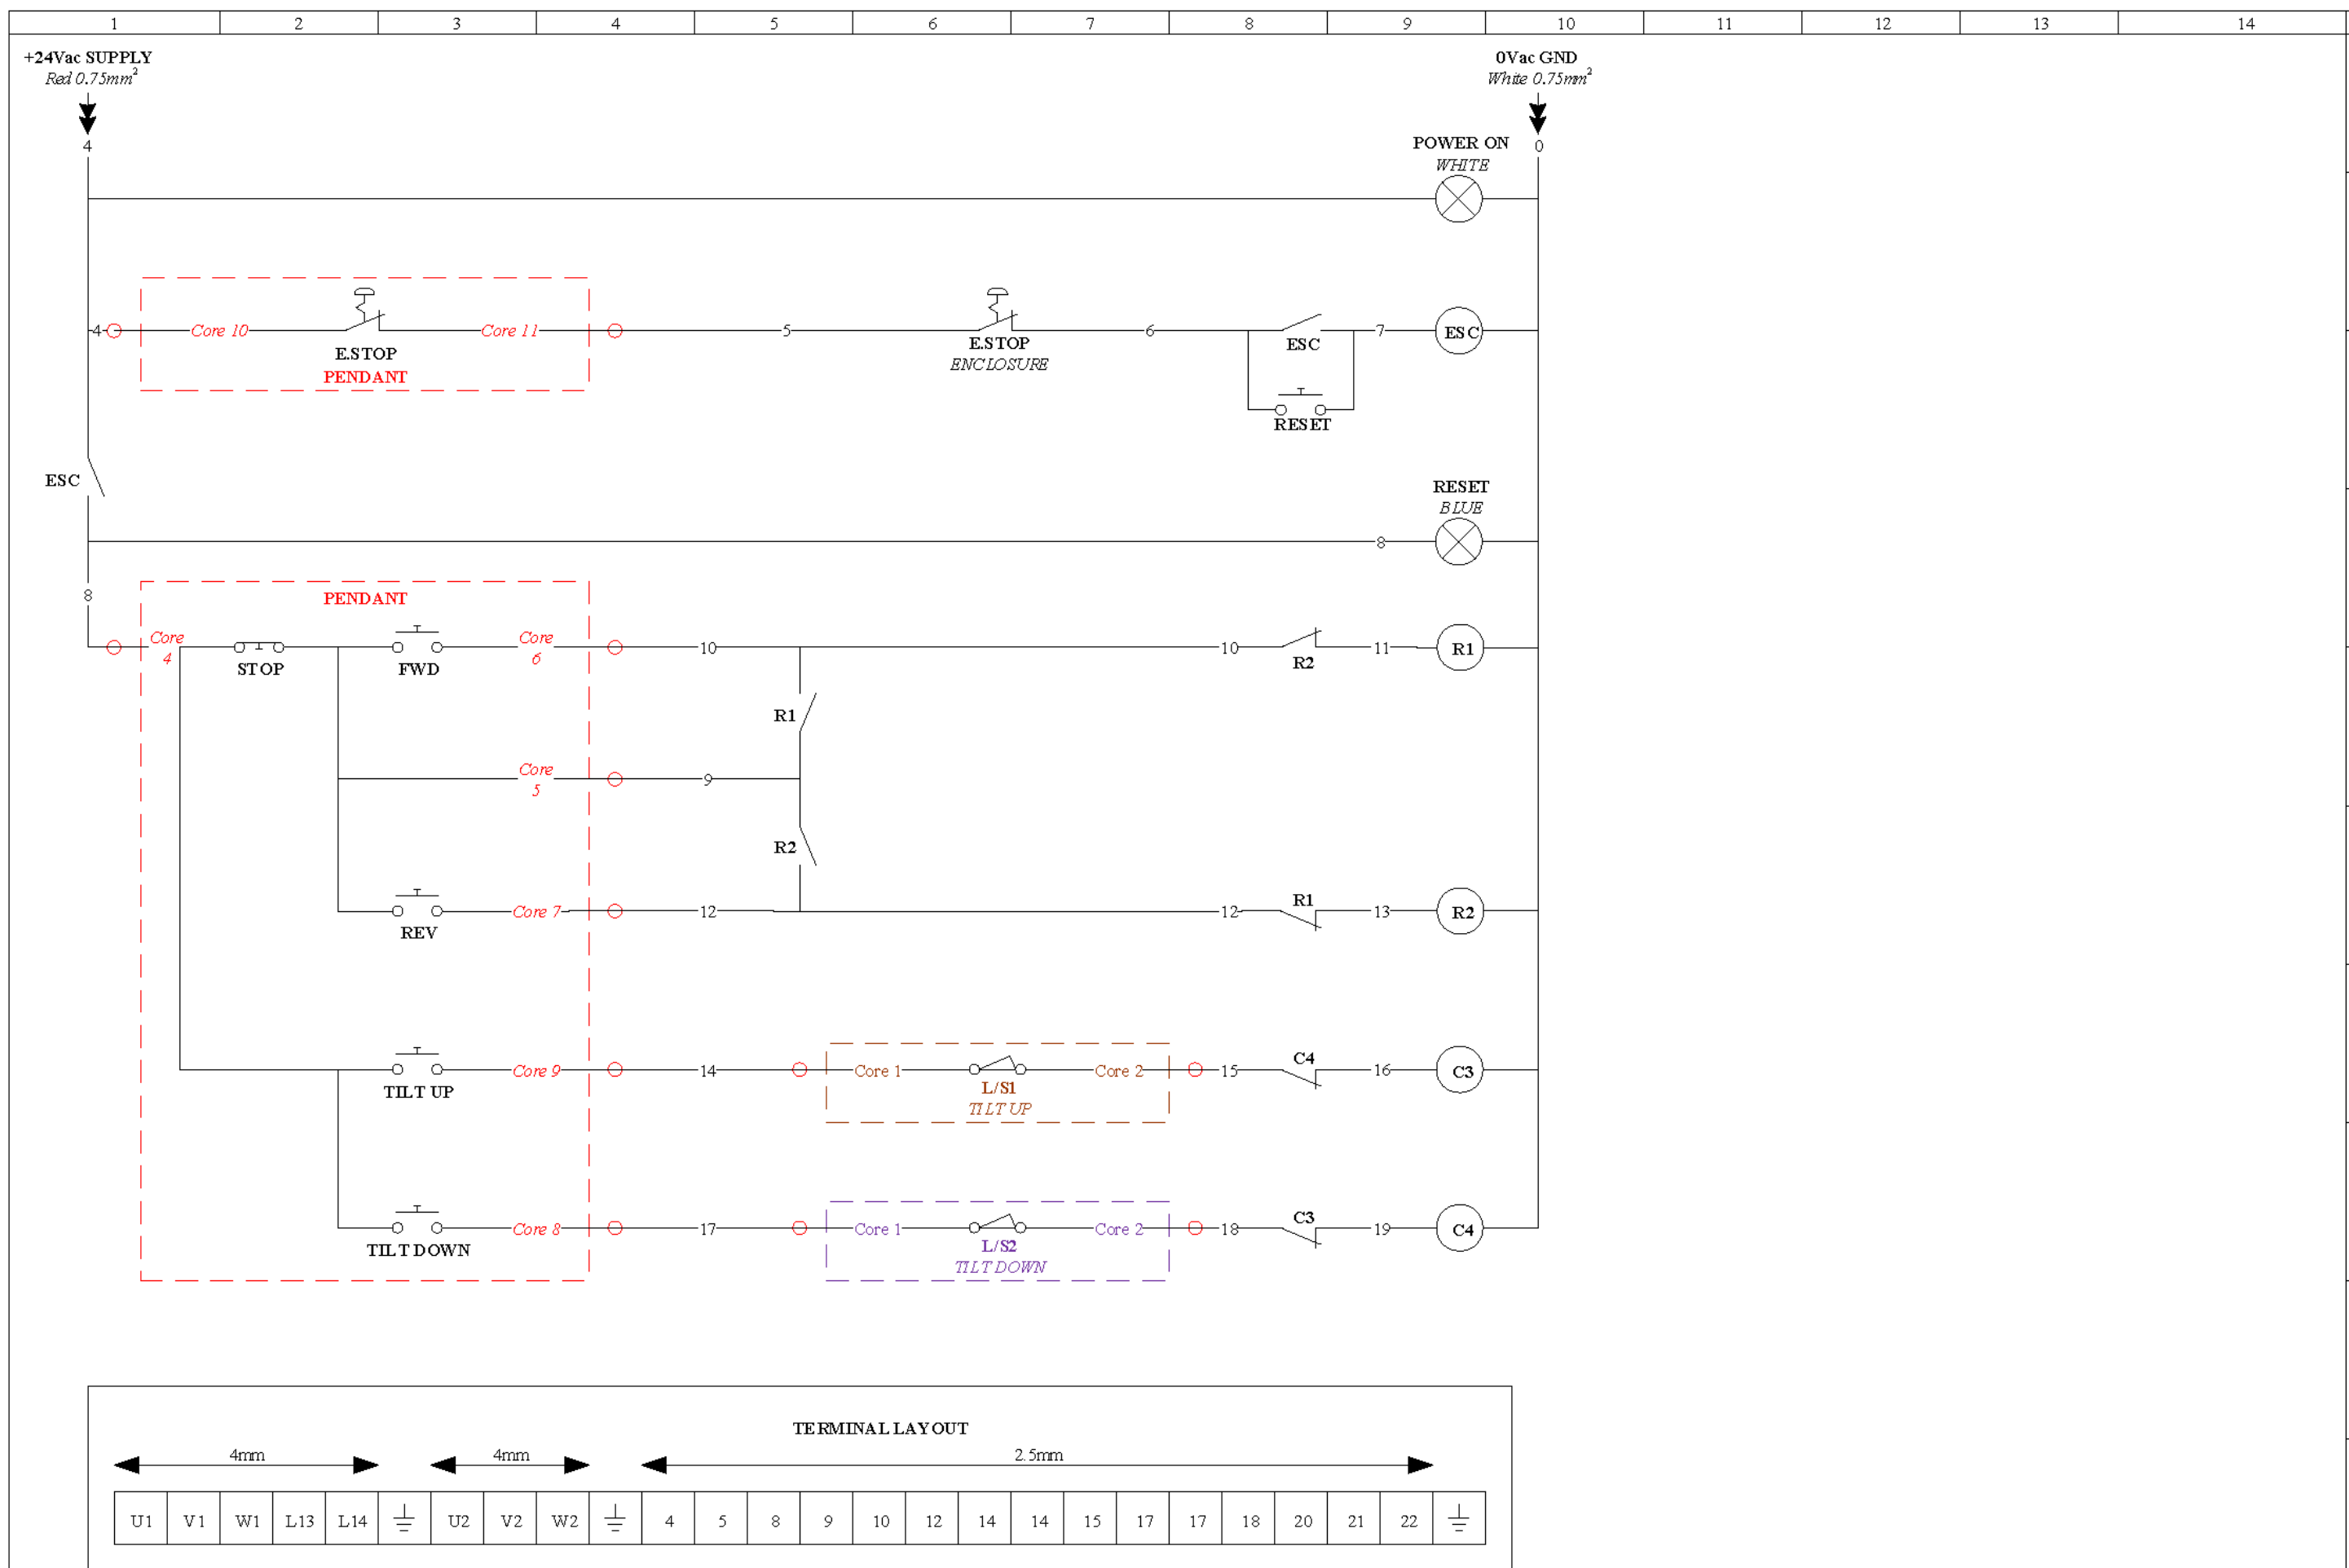 1 2 3 4 5 6 7 8 9 10 11 12 13 14
+24Vac SUPPLY
Red 0.75mm²
4
0Vac GND
White 0.75mm²
0
POWER ON
WHITE
4 Core 10 Core 11 5 6 7 ESC
E.STOP
PENDANT
E.STOP
ENCLOSURE
ESC
RESET
ESC
RESET
BLUE
8
8
PENDANT
Core 4
STOP
FWD
Core 6
10
10
R2
11
R1
R1
Core 5
9
R2
REV
Core 7
12
12
R1
13
R2
TILT UP
Core 9
14
Core 1
L/S1
TILT UP
Core 2
15
C4
16
C3
TILT DOWN
Core 8
17
Core 1
L/S2
TILT DOWN
Core 2
18
C3
19
C4
TERMINAL LAYOUT
4mm 4mm 2.5mm
U1 V1 W1 L13 L14 U2 V2 W2 4 5 8 9 10 12 14 14 15 17 17 18 20 21 22